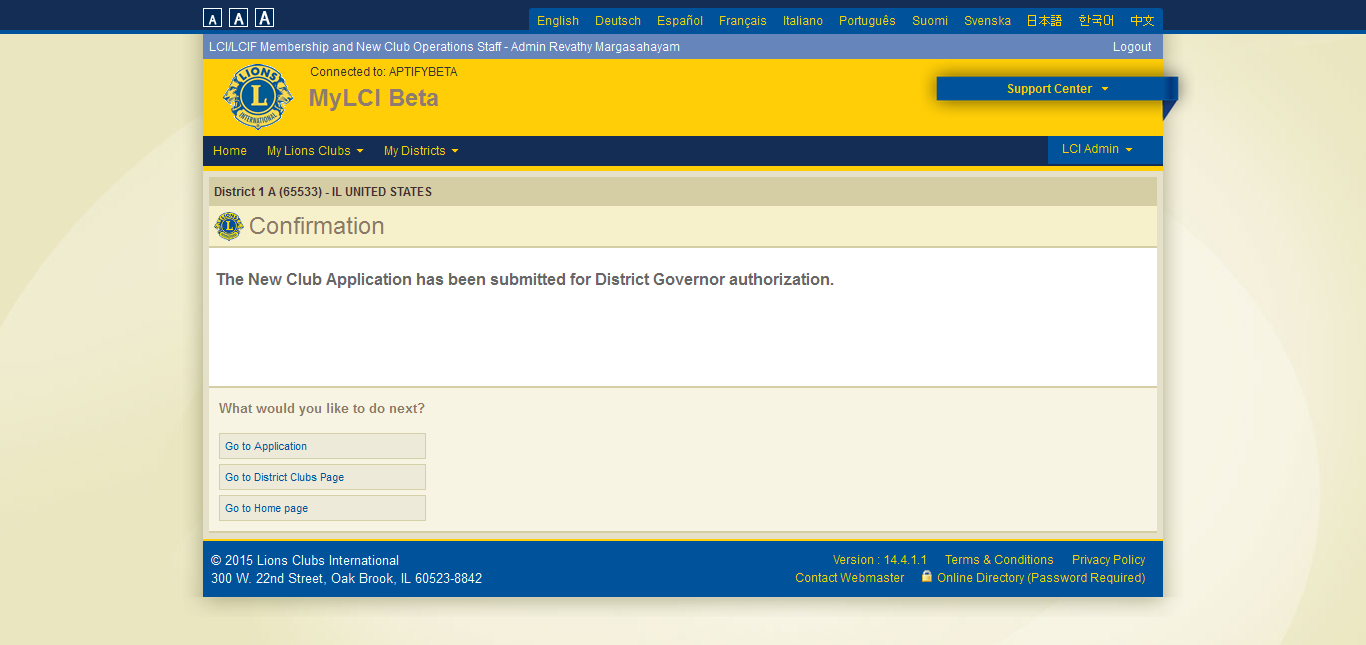 A A A
English Deutsch Español Français Italiano Português Suomi Svenska 日本語 한국어 中文
LCI/LCIF Membership and New Club Operations Staff - Admin Revathy Margasahayam Logout
LIONS
L
INTERNATIONAL
Connected to: APTIFYBETA
MyLCI Beta
Support Center
Home My Lions Clubs My Districts LCI Admin
District 1 A (65533) - IL UNITED STATES
Confirmation
The New Club Application has been submitted for District Governor authorization.
What would you like to do next?
Go to Application
Go to District Clubs Page
Go to Home page
© 2015 Lions Clubs International Version : 14.4.1.1 Terms & Conditions Privacy Policy
300 W. 22nd Street, Oak Brook, IL 60523-8842 Contact Webmaster Online Directory (Password Required)